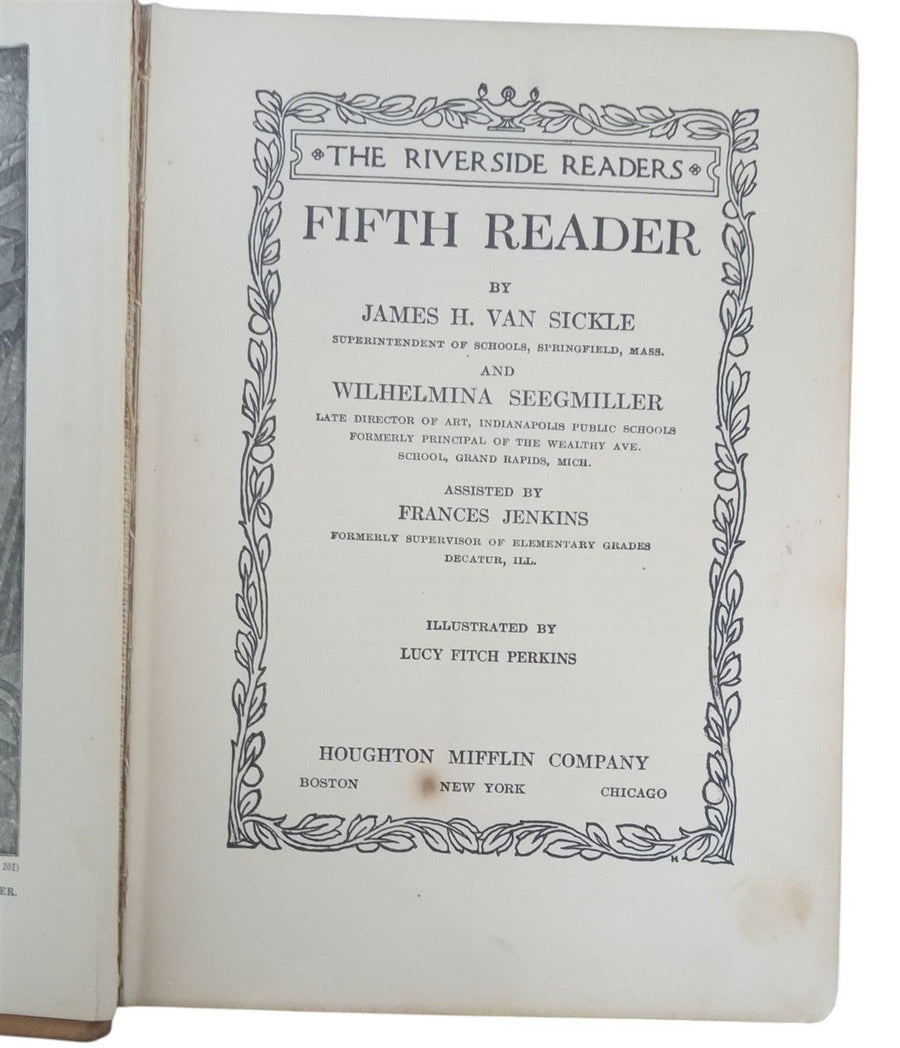 THE RIVERSIDE READERS
FIFTH READER
BY
JAMES H. VAN SICKLE
SUPERINTENDENT OF SCHOOLS, SPRINGFIELD, MASS.
AND
WILHELMINA SEEGMILLER
LATE DIRECTOR OF ART, INDIANAPOLIS PUBLIC SCHOOLS
FORMERLY PRINCIPAL OF THE WEALTHY AVE.
SCHOOL, GRAND RAPIDS, MICH.
ASSISTED BY
FRANCES JENKINS
FORMERLY SUPERVISOR OF ELEMENTARY GRADES
DECATUR, ILL.
ILLUSTRATED BY
LUCY FITCH PERKINS
HOUGHTON MIFFLIN COMPANY
BOSTON NEW YORK CHICAGO
H
201)
ER.